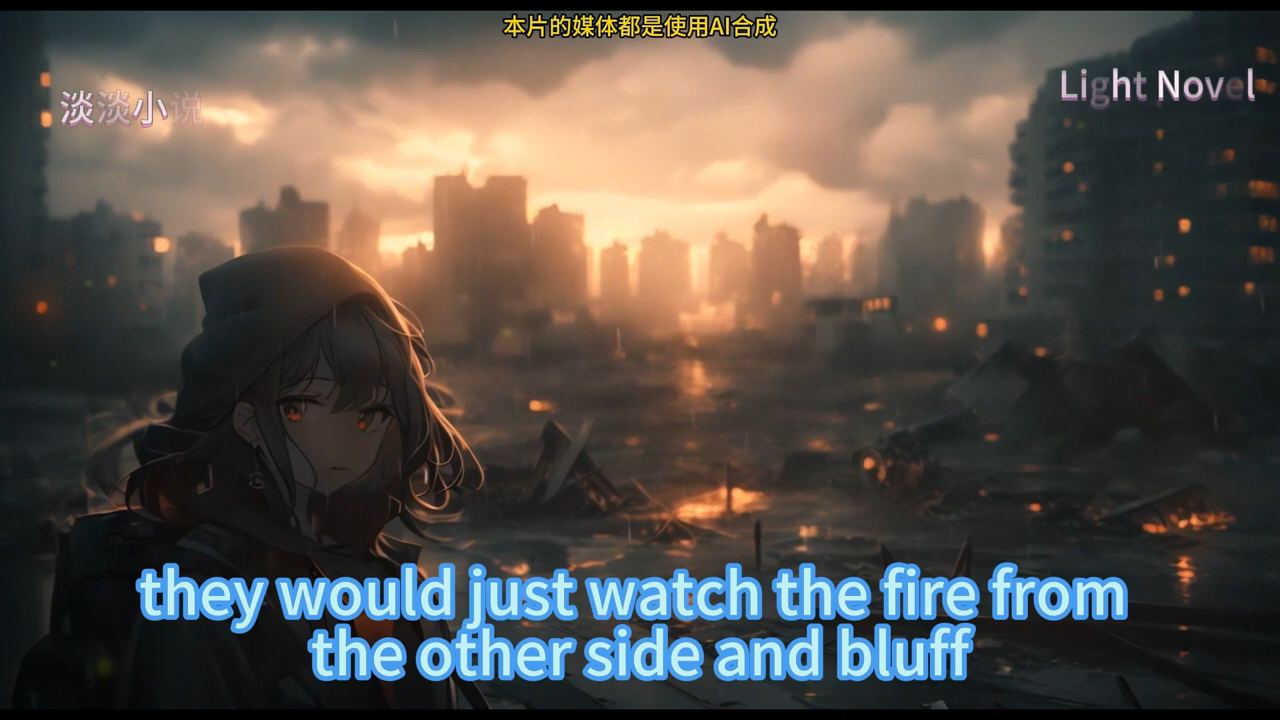 本片的媒体都是使用AI合成
淡淡小说
Light Novel
they would just watch the fire from
the other side and bluff